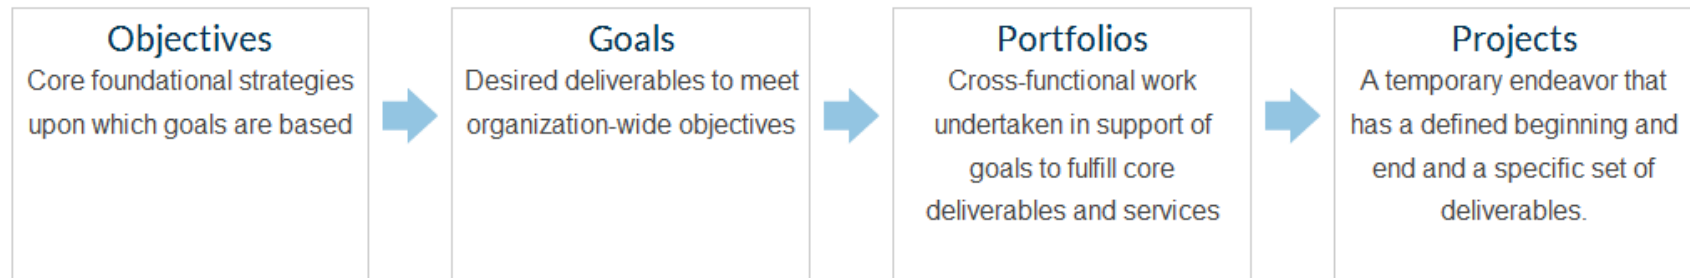 Objectives
Core foundational strategies
upon which goals are based
Goals
Desired deliverables to meet
organization-wide objectives
Portfolios
Cross-functional work
undertaken in support of
goals to fulfill core
deliverables and services
Projects
A temporary endeavor that
has a defined beginning and
end and a specific set of
deliverables.